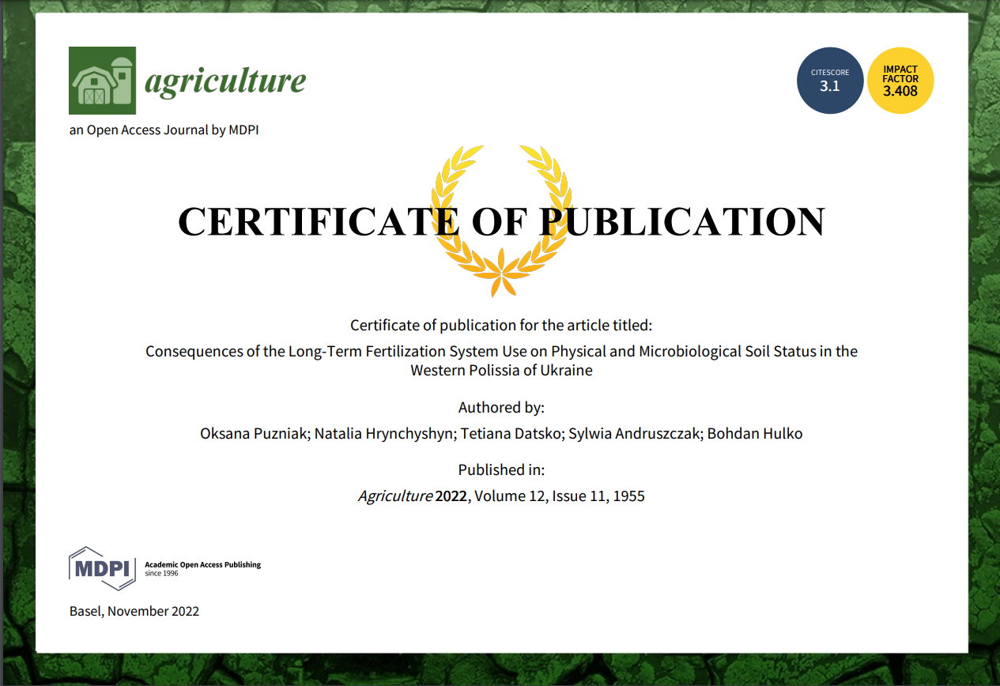 agriculture
an Open Access Journal by MDPI
CITESCORE
3.1
IMPACT
FACTOR
3.408
CERTIFICATE OF PUBLICATION
Certificate of publication for the article titled:
Consequences of the Long-Term Fertilization System Use on Physical and Microbiological Soil Status in the
Western Polissia of Ukraine
Authored by:
Oksana Puzniak; Natalia Hrynchyshyn; Tetiana Datsko; Sylwia Andruszczak; Bohdan Hulko
Published in:
Agriculture 2022, Volume 12, Issue 11, 1955
MDPI
Academic Open Access Publishing
since 1996
Basel, November 2022